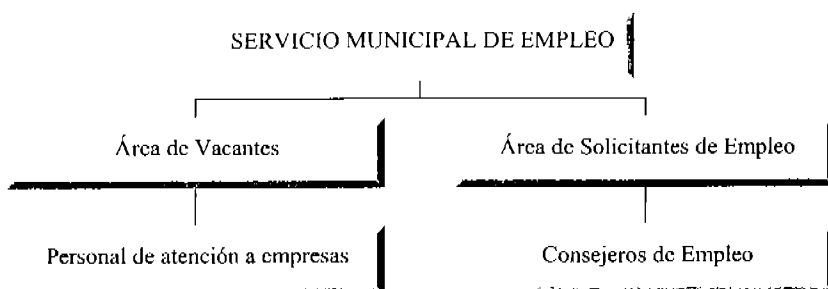 SERVICIO MUNICIPAL DE EMPLEO
Área de Vacantes
Área de Solicitantes de Empleo
Personal de atención a empresas
Consejeros de Empleo